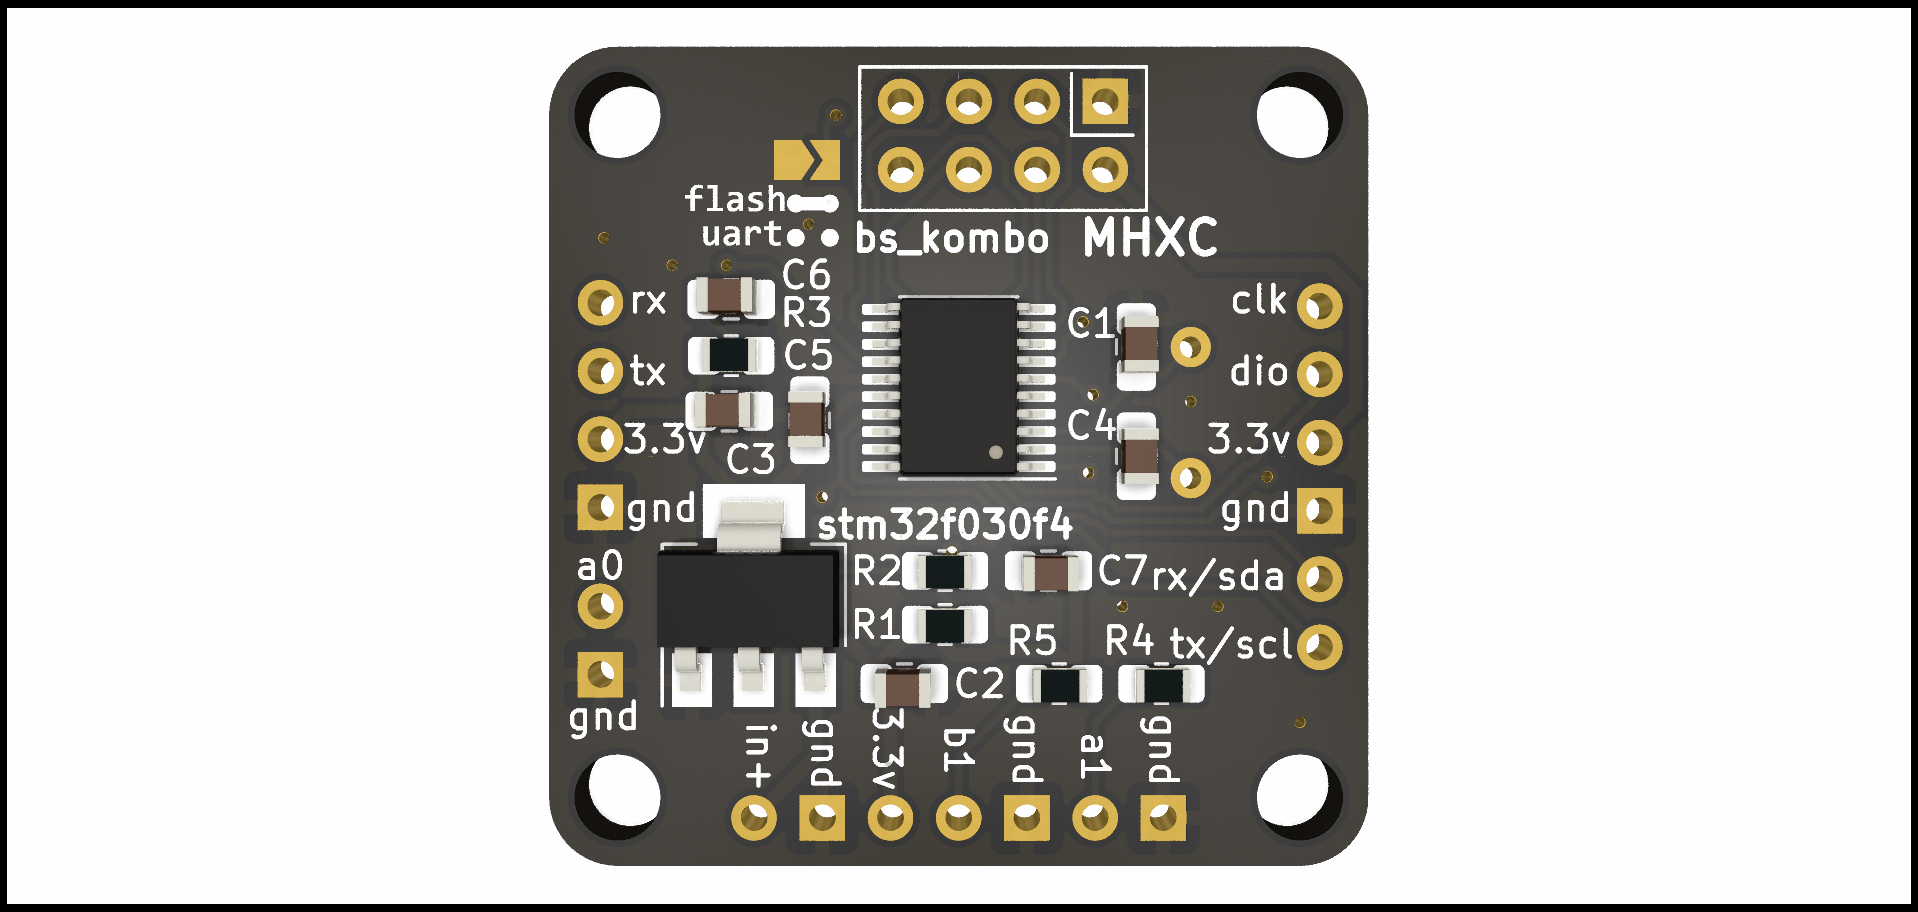 flash
uart
bs_kombo
MHXC
C6
R3
C5
C3
rx
tx
3.3v
gnd
a0
gnd
C1
C4
clk
dio
3.3v
gnd
rx/sda
tx/scl
stm32f030f4
R2
C7
R1
R5
R4
C2
in+
gnd
3.3v
b1
gnd
a1
gnd